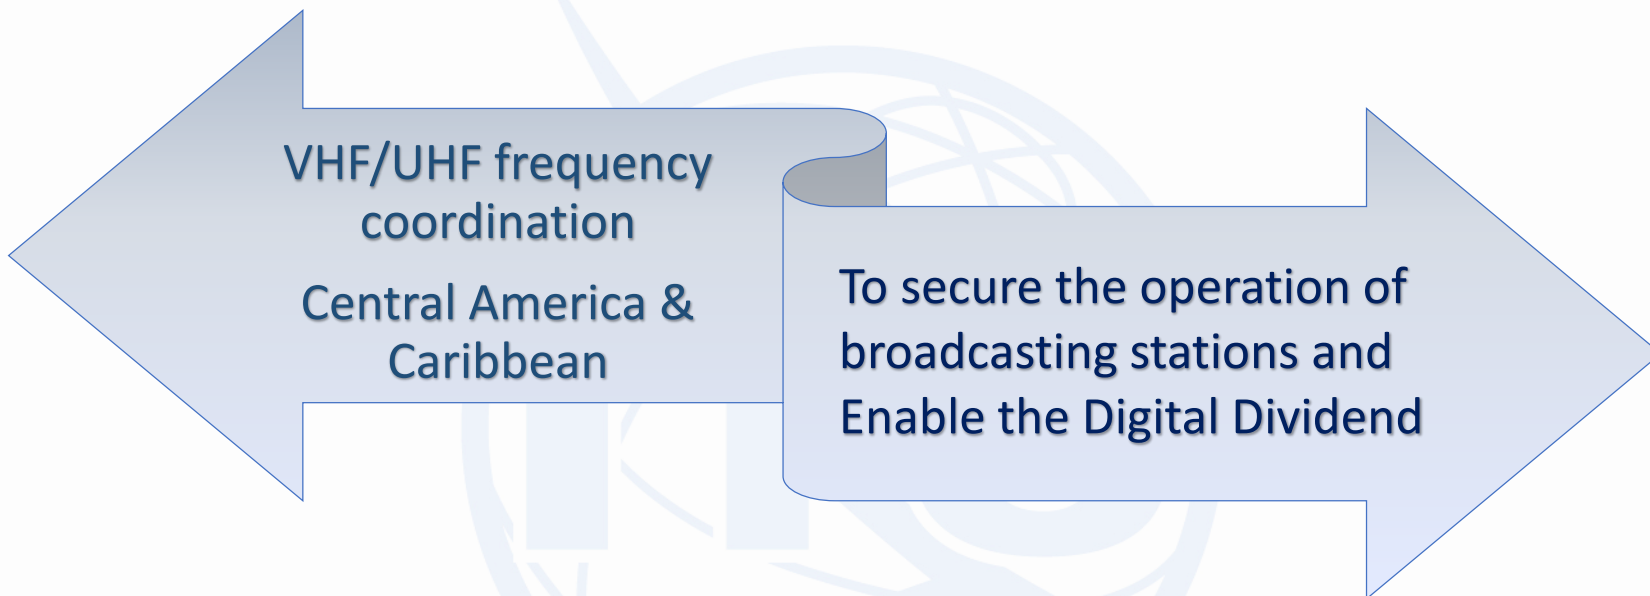 VHF/UHF frequency
coordination
Central America &
Caribbean
To secure the operation of
broadcasting stations and
Enable the Digital Dividend